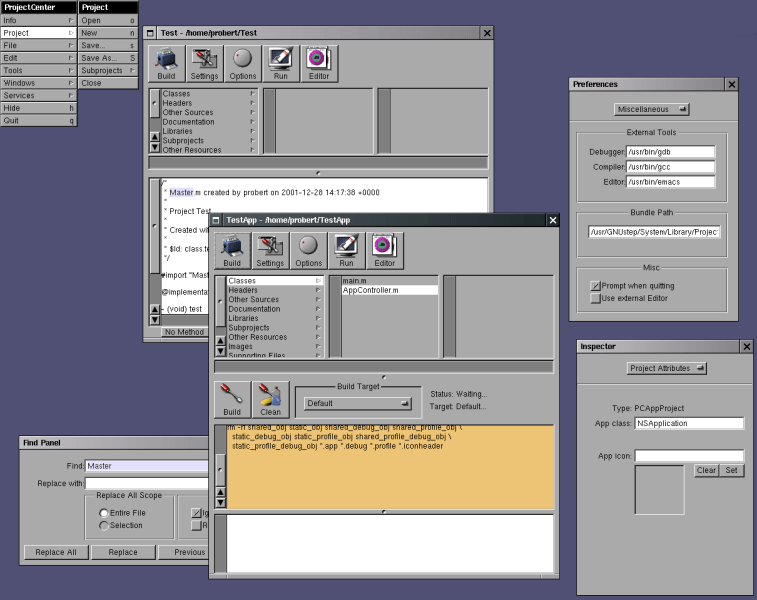 ProjectCenter
Info
Project
File
Edit
Tools
Windows
Services
Hide h
Quit q
Project
Open o
New n
Save... s
Save As... S
Subprojects
Close
Test - /home/probert/Test
Build Settings Options Run Editor
Classes
Headers
Other Sources
Documentation
Libraries
Subprojects
Other Resources
/*
* Master.m created by probert on 2001-12-28 14:17:38 +0000
*
* Project Test
*
* Created wit
*
* $Id: class.te
*/
#import "Mast
@implementa
- (void) test
No Method
TestApp - /home/probert/TestApp
Build Settings Options Run Editor
Classes
Headers
Other Sources
Documentation
Libraries
Subprojects
Other Resources
Images
Supporting Files
main.m
AppController.m
Build Clean
Build Target
Default
Status: Waiting...
Target: Default...
rm -rf shared_obj static_obj shared_debug_obj shared_profile_obj \
static_debug_obj static_profile_obj shared_profile_debug_obj \
static_profile_debug_obj *.app *.debug *.profile *.iconheader
Find Panel
Find: Master
Replace with:
Replace All Scope
Entire File
Selection
Ig
R
Replace All Replace Previous
Preferences
Miscellaneous
External Tools
Debugger: /usr/bin/gdb
Compiler: /usr/bin/gcc
Editor: /usr/bin/emacs
Bundle Path
/usr/GNUstep/System/Library/Projec
Misc
Prompt when quitting
Use external Editor
Inspector
Project Attributes
Type: PCAppProject
App class: NSApplication
App icon:
Clear Set